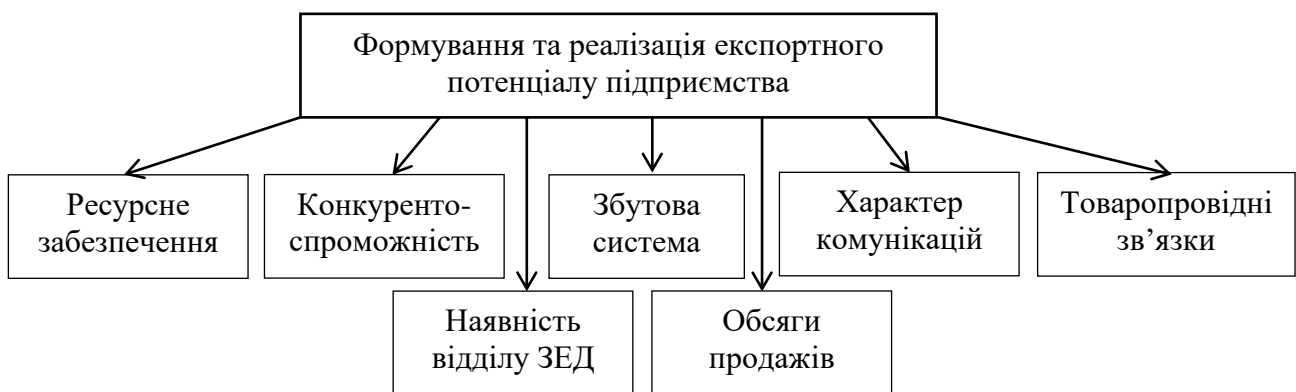 Формування та реалізація експортного
потенціалу підприємства
Ресурсне
забезпечення
Конкуренто-
спроможність
Збутова
система
Характер
комунікацій
Товаропровідні
зв’язки
Наявність
відділу ЗЕД
Обсяги
продажів